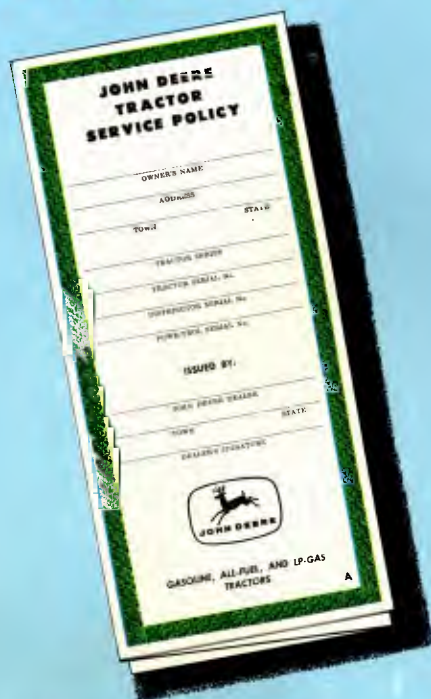 JOHN DEERE
TRACTOR
SERVICE POLICY
OWNER'S NAME
ADDRESS
TOWN STATE
TRACTOR SERIES
TRACTOR SERIAL No.
SERIAL No.
POWR-TROL SERIAL No.
ISSUED BY:
JOHN DEERE DEALER
TOWN STATE
DEALER'S SIGNATURE
JOHN DEERE
GASOLINE, ALL-FUEL, AND LP-GAS
TRACTORS
A